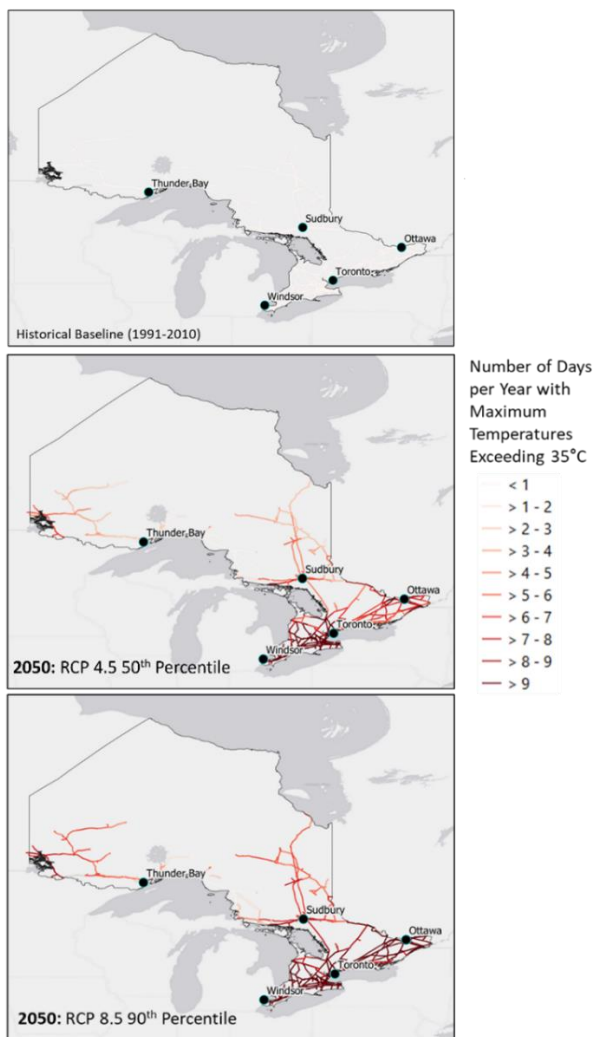 Thunder Bay
Sudbury
Ottawa
Toronto
Windsor
Historical Baseline (1991-2010)
Number of Days
per Year with
Maximum
Temperatures
Exceeding 35°C
< 1
> 1 - 2
> 2 - 3
> 3 - 4
> 4 - 5
> 5 - 6
> 6 - 7
> 7 - 8
> 8 - 9
> 9
Thunder Bay
Sudbury
Ottawa
Toronto
Windsor
2050: RCP 4.5 50th Percentile
Thunder Bay
Sudbury
Ottawa
Toronto
Windsor
2050: RCP 8.5 90th Percentile